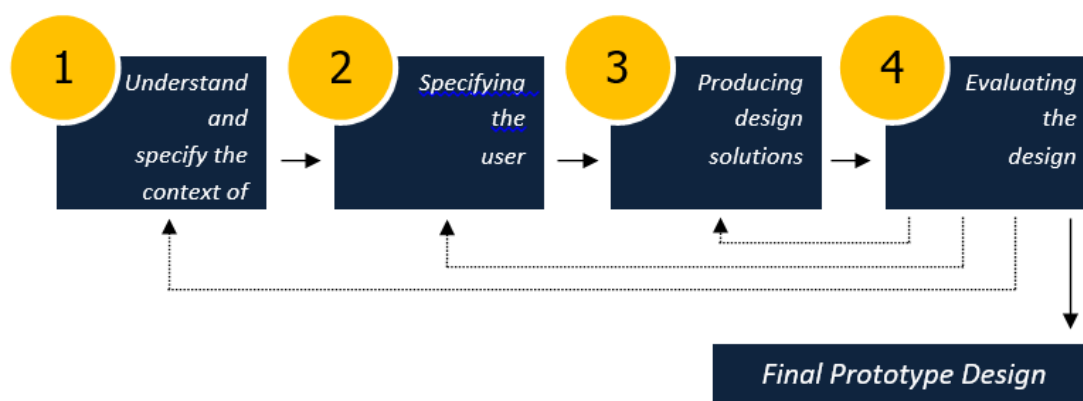 1
Understand
and
specify the
context of
2
Specifying
the
user
3
Producing
design
solutions
4
Evaluating
the
design
Final Prototype Design